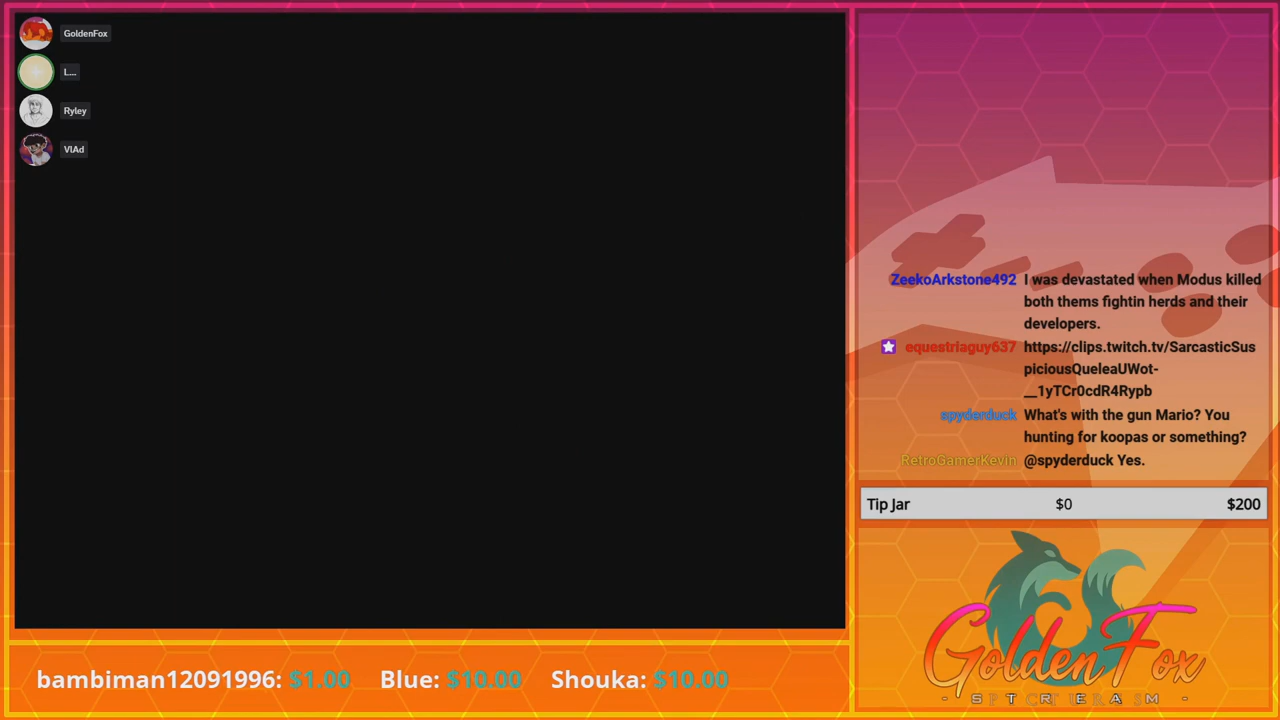 GoldenFox
L...
Ryley
VlAd
ZeekoArkstone492 I was devastated when Modus killed
both thems fightin herds and their
developers.
equestriaguy637 https://clips.twitch.tv/SarcasticSus
piciousQueleaUWot-
__1yTCr0cdR4Rypb
spyderduck What's with the gun Mario? You
hunting for koopas or something?
RetroGamerKevin @spyderduck Yes.
Tip Jar $0 $200
GoldenFox
bambiman12091996: $1.00 Blue: $10.00 Shouka: $10.00